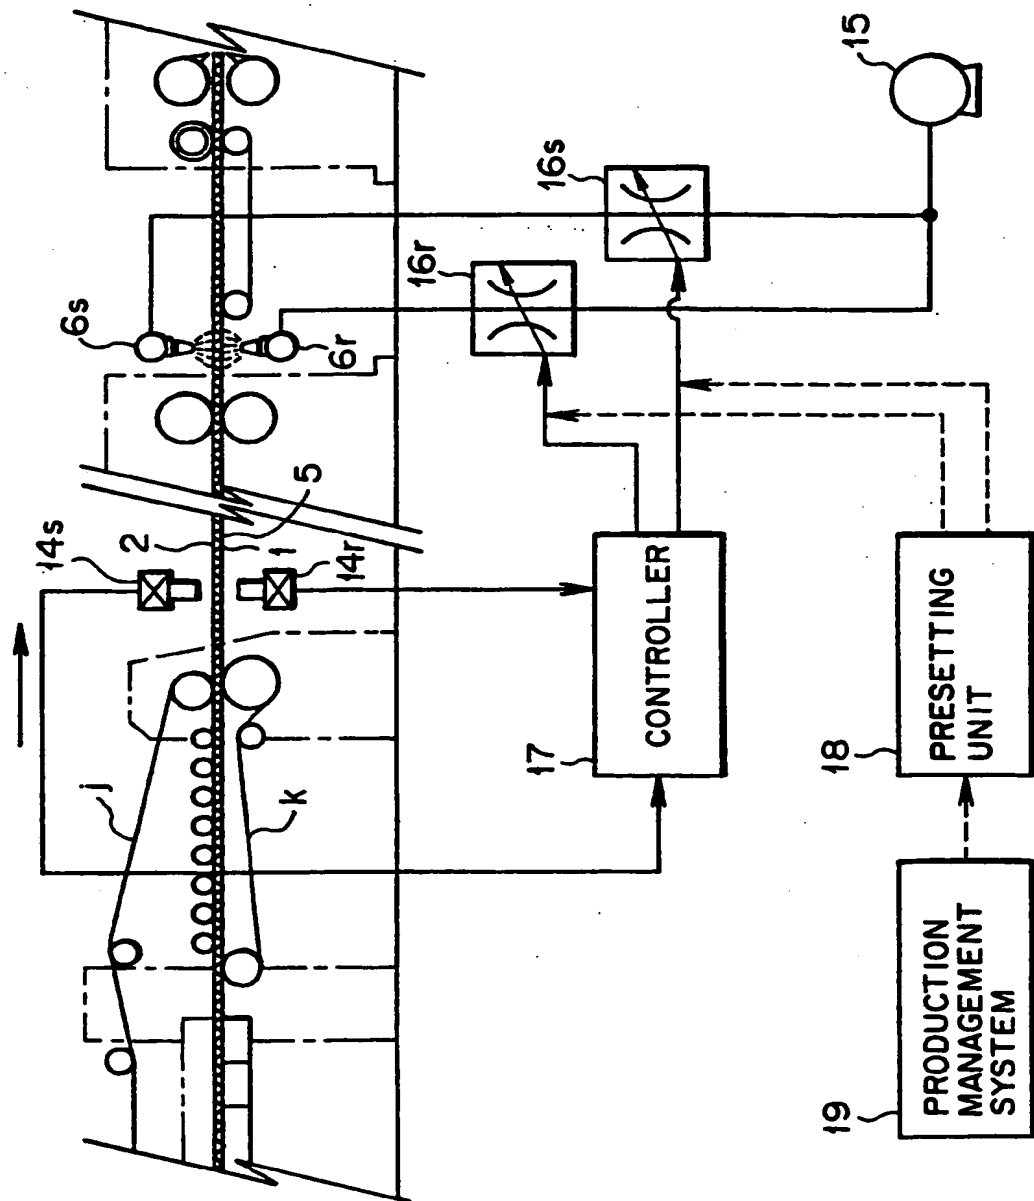 j
k
14s
2
1
5
14r
6s
6r
16r
16s
15
17
CONTROLLER
18
PRESETTING
UNIT
19
PRODUCTION
MANAGEMENT
SYSTEM